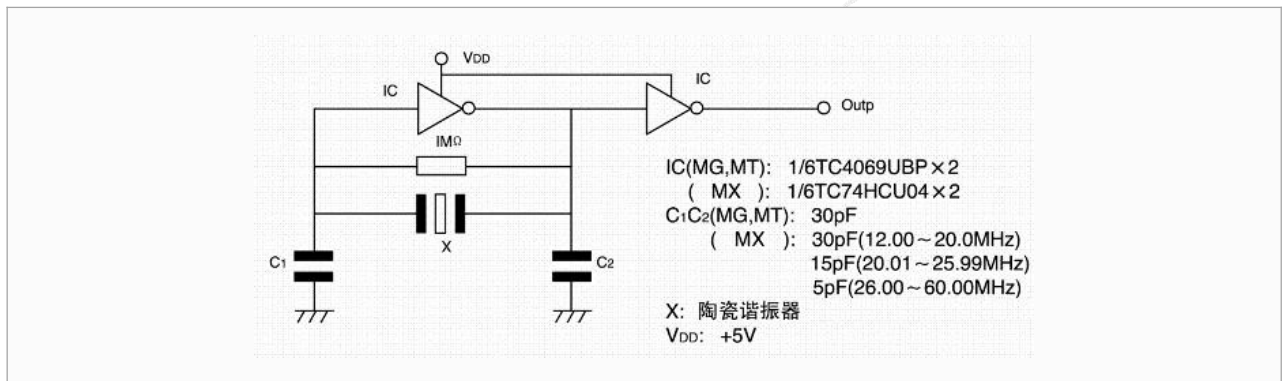 VDD
IC
IC
Outp
IMΩ
X
C1
C2
IC(MG,MT): 1/6TC4069UBP×2
( MX ): 1/6TC74HCU04×2
C1C2(MG,MT): 30pF
( MX ): 30pF(12.00～20.0MHz)
15pF(20.01～25.99MHz)
5pF(26.00～60.00MHz)
X: 陶瓷谐振器
VDD: +5V